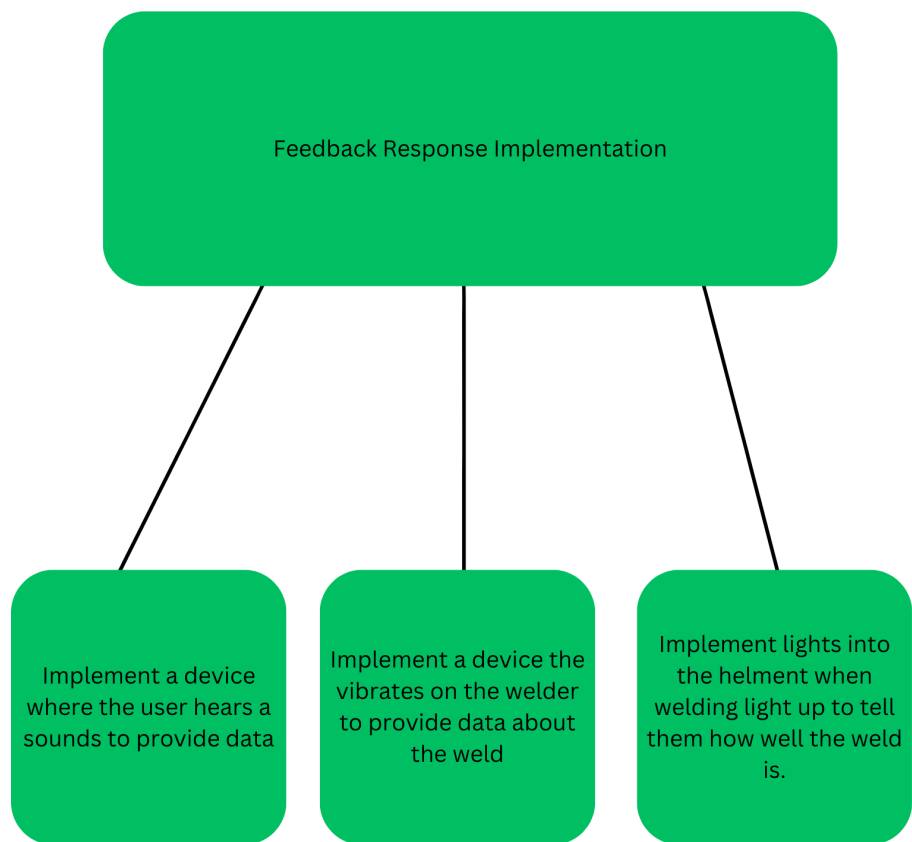 Feedback Response Implementation
Implement a device
where the user hears a
sounds to provide data
Implement a device the
vibrates on the welder
to provide data about
the weld
Implement lights into
the helment when
welding light up to tell
them how well the weld
is.